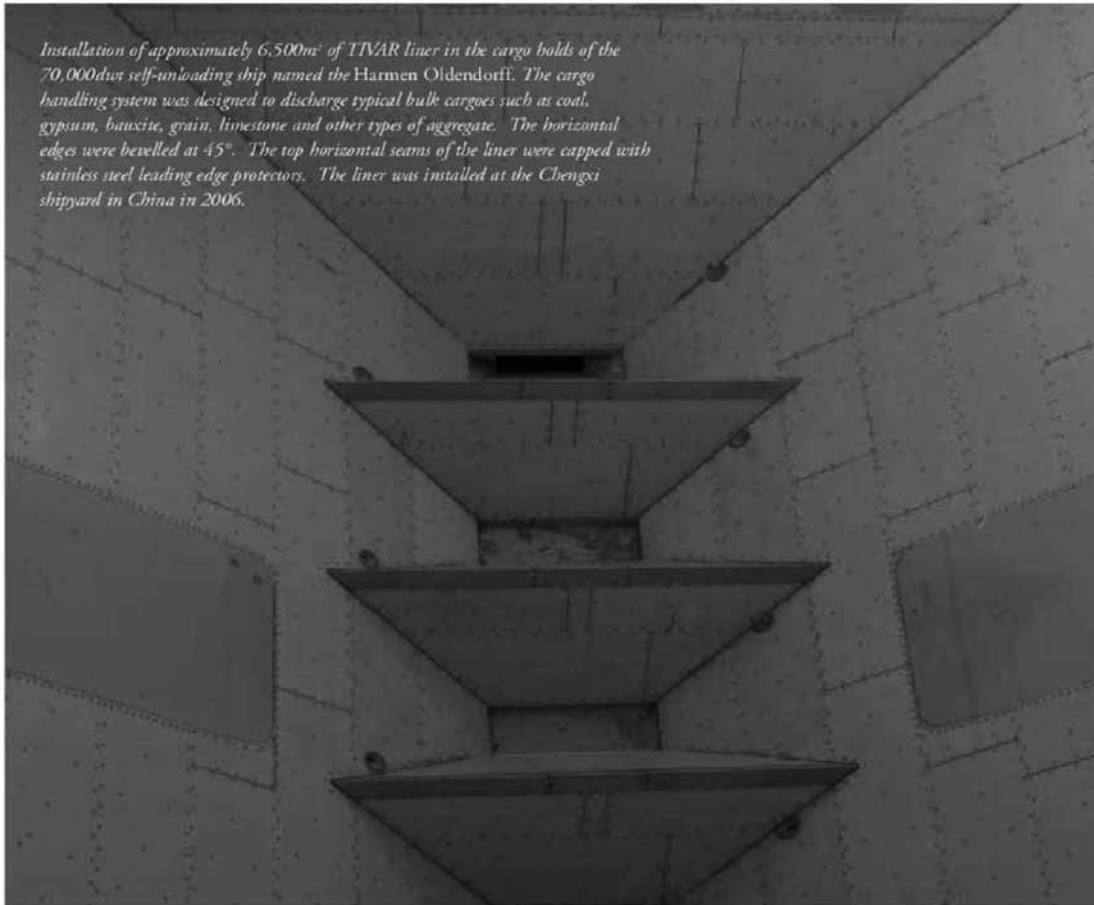 Installation of approximately 6,500m² of TIVAR liner in the cargo holds of the
70,000dwt self-unloading ship named the Harmen Oldendorff. The cargo
handling system was designed to discharge typical bulk cargoes such as coal,
gypsum, bauxite, grain, limestone and other types of aggregate. The horizontal
edges were bevelled at 45°. The top horizontal seams of the liner were capped with
stainless steel leading edge protectors. The liner was installed at the Chengxi
shipyard in China in 2006.